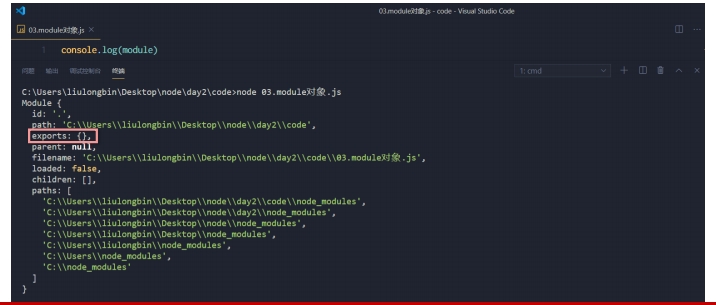 03.module对象.js - code - Visual Studio Code
03.module对象.js ×
1 console.log(module)
问题 输出 调试控制台 终端 1: cmd
C:\Users\liulongbin\Desktop\node\day2\code>node 03.module对象.js
Module {
  id: '.',
  path: 'C:\\Users\\liulongbin\\Desktop\\node\\day2\\code',
  exports: {},
  parent: null,
  filename: 'C:\\Users\\liulongbin\\Desktop\\node\\day2\\code\\03.module对象.js',
  loaded: false,
  children: [],
  paths: [
    'C:\\Users\\liulongbin\\Desktop\\node\\day2\\code\\node_modules',
    'C:\\Users\\liulongbin\\Desktop\\node\\day2\\node_modules',
    'C:\\Users\\liulongbin\\Desktop\\node\\node_modules',
    'C:\\Users\\liulongbin\\Desktop\\node_modules',
    'C:\\Users\\liulongbin\\node_modules',
    'C:\\Users\\node_modules',
    'C:\\node_modules'
  ]
}